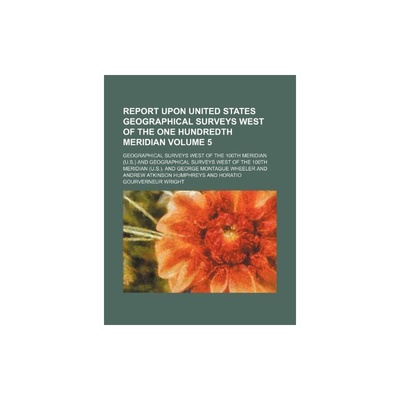 REPORT UPON UNITED STATES
GEOGRAPHICAL SURVEYS WEST
OF THE ONE HUNDREDTH
MERIDIAN VOLUME 5
GEOGRAPHICAL SURVEYS WEST OF THE 100TH MERIDIAN
(U.S.) AND GEOGRAPHICAL SURVEYS WEST OF THE 100TH
MERIDIAN (U.S.). AND GEORGE MONTAGUE WHEELER AND
ANDREW ATKINSON HUMPHREYS AND HORATIO
GOURVERNEUR WRIGHT